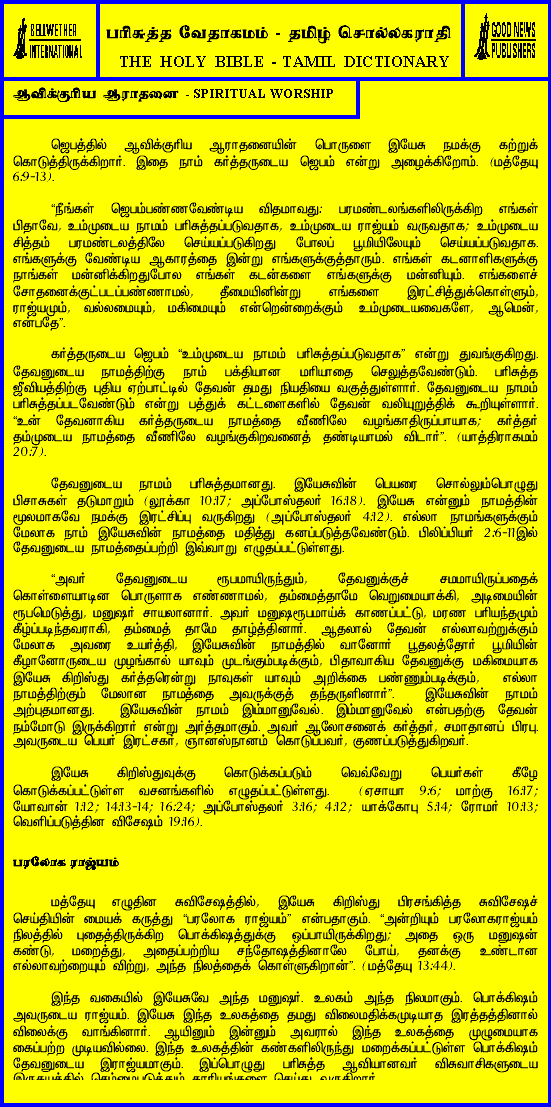 BELLWETHER
INTERNATIONAL
பரிசுத்த வேதாகமம் - தமிழ் சொல்லகராதி
THE HOLY BIBLE - TAMIL DICTIONARY
GOOD NEWS
PUBLISHERS
ஆவிக்குரிய ஆராதனை - SPIRITUAL WORSHIP
ஜெபத்தில் ஆவிக்குரிய ஆராதனையின் பொருளை இயேசு நமக்கு கற்றுக்
கொடுத்திருக்கிறார். இதை நாம் கர்த்தருடைய ஜெபம் என்று அழைக்கிறோம். (மத்தேயு
6:9-13).
“நீங்கள் ஜெபம்பண்ணவேண்டிய விதமாவது: பரமண்டலங்களிலிருக்கிற எங்கள்
பிதாவே, உம்முடைய நாமம் பரிசுத்தப்படுவதாக, உம்முடைய ராஜ்யம் வருவதாக; உம்முடைய
சித்தம் பரமண்டலத்திலே செய்யப்படுகிறது போலப் பூமியிலேயும் செய்யப்படுவதாக.
எங்களுக்கு வேண்டிய ஆகாரத்தை இன்று எங்களுக்குத்தாரும். எங்கள் கடனாளிகளுக்கு
நாங்கள் மன்னிக்கிறதுபோல எங்கள் கடன்களை எங்களுக்கு மன்னியும். எங்களைச்
சோதனைக்குட்படப்பண்ணாமல், தீமையினின்று எங்களை இரட்சித்துக்கொள்ளும்,
ராஜ்யமும், வல்லமையும், மகிமையும் என்றென்றைக்கும் உம்முடையவைகளே, ஆமென்,
என்பதே”.
கர்த்தருடைய ஜெபம் “உம்முடைய நாமம் பரிசுத்தப்படுவதாக” என்று துவங்குகிறது.
தேவனுடைய நாமத்திற்கு நாம் பக்தியான மரியாதை செலுத்தவேண்டும். பரிசுத்த
ஜீவியத்திற்கு புதிய ஏற்பாட்டில் தேவன் தமது நியதியை வகுத்துள்ளார். தேவனுடைய நாமம்
பரிசுத்தப்படவேண்டும் என்று பத்துக் கட்டளைகளில் தேவன் வலியுறுத்திக் கூறியுள்ளார்.
“உன் தேவனாகிய கர்த்தருடைய நாமத்தை வீணிலே வழங்காதிருப்பாயாக; கர்த்தர்
தம்முடைய நாமத்தை வீணிலே வழங்குகிறவனைத் தண்டியாமல் விடார்”. (யாத்திராகமம்
20:7).
தேவனுடைய நாமம் பரிசுத்தமானது. இயேசுவின் பெயரை சொல்லும்பொழுது
பிசாசுகள் தடுமாறும் (லூக்கா 10:17; அப்போஸ்தலர் 16:18). இயேசு என்னும் நாமத்தின்
மூலமாகவே நமக்கு இரட்சிப்பு வருகிறது (அப்போஸ்தலர் 4:12). எல்லா நாமங்களுக்கும்
மேலாக நாம் இயேசுவின் நாமத்தை மதித்து கனப்படுத்தவேண்டும். பிலிப்பியர் 2:6-11இல்
தேவனுடைய நாமத்தைப்பற்றி இவ்வாறு எழுதப்பட்டுள்ளது.
“அவர் தேவனுடைய ரூபமாயிருந்தும், தேவனுக்குச் சமமாயிருப்பதைக்
கொள்ளையாடின பொருளாக எண்ணாமல், தம்மைத்தாமே வெறுமையாக்கி, அடிமையின்
ரூபமெடுத்து, மனுஷர் சாயலானார். அவர் மனுஷரூபமாய்க் காணப்பட்டு, மரண பரியந்தமும்
கீழ்ப்படிந்தவராகி, தம்மைத் தாமே தாழ்த்தினார். ஆதலால் தேவன் எல்லாவற்றுக்கும்
மேலாக அவரை உயர்த்தி, இயேசுவின் நாமத்தில் வானோர் பூதலத்தோர் பூமியின்
கீழானோருடைய முழங்கால் யாவும் முடங்கும்படிக்கும், பிதாவாகிய தேவனுக்கு மகிமையாக
இயேசு கிறிஸ்து கர்த்தரென்று நாவுகள் யாவும் அறிக்கை பண்ணும்படிக்கும், எல்லா
நாமத்திற்கும் மேலான நாமத்தை அவருக்குத் தந்தருளினார்”. இயேசுவின் நாமம்
அற்புதமானது. இயேசுவின் நாமம் இம்மானுவேல். இம்மானுவேல் என்பதற்கு தேவன்
நம்மோடு இருக்கிறார் என்று அர்த்தமாகும். அவர் ஆலோசனைக் கர்த்தர், சமாதானப் பிரபு.
அவருடைய பெயர் இரட்சகர், ஞானஸ்நானம் கொடுப்பவர், குணப்படுத்துகிறவர்.
இயேசு கிறிஸ்துவுக்கு கொடுக்கப்படும் வெவ்வேறு பெயர்கள் கீழே
கொடுக்கப்பட்டுள்ள வசனங்களில் எழுதப்பட்டுள்ளது. (ஏசாயா 9:6; மாற்கு 16:17;
யோவான் 1:12; 14:13-14; 16:24; அப்போஸ்தலர் 3:16; 4:12; யாக்கோபு 5:14; ரோமர் 10:13;
வெளிப்படுத்தின விசேஷம் 19:16).
பரலோக ராஜ்யம்
மத்தேயு எழுதின சுவிசேஷத்தில், இயேசு கிறிஸ்து பிரசங்கித்த சுவிசேஷச்
செய்தியின் மையக் கருத்து “பரலோக ராஜ்யம்” என்பதாகும். “அன்றியும் பரலோகராஜ்யம்
நிலத்தில் புதைத்திருக்கிற பொக்கிஷத்துக்கு ஒப்பாயிருக்கிறது; அதை ஒரு மனுஷன்
கண்டு, மறைத்து, அதைப்பற்றிய சந்தோஷத்தினாலே போய், தனக்கு உண்டான
எல்லாவற்றையும் விற்று, அந்த நிலத்தைக் கொள்ளுகிறான்”. (மத்தேயு 13:44).
இந்த வகையில் இயேசுவே அந்த மனுஷர். உலகம் அந்த நிலமாகும். பொக்கிஷம்
அவருடைய ராஜ்யம். இயேசு இந்த உலகத்தை தமது விலைமதிக்கமுடியாத இரத்தத்தினால்
விலைக்கு வாங்கினார். ஆயினும் இன்னும் அவரால் இந்த உலகத்தை முழுமையாக
கைப்பற்ற முடியவில்லை. இந்த உலகத்தின் கண்களிலிருந்து மறைக்கப்பட்டுள்ள பொக்கிஷம்
தேவனுடைய இராஜ்யமாகும். இப்பொழுது பரிசுத்த ஆவியானவர் விசுவாசிகளுடைய